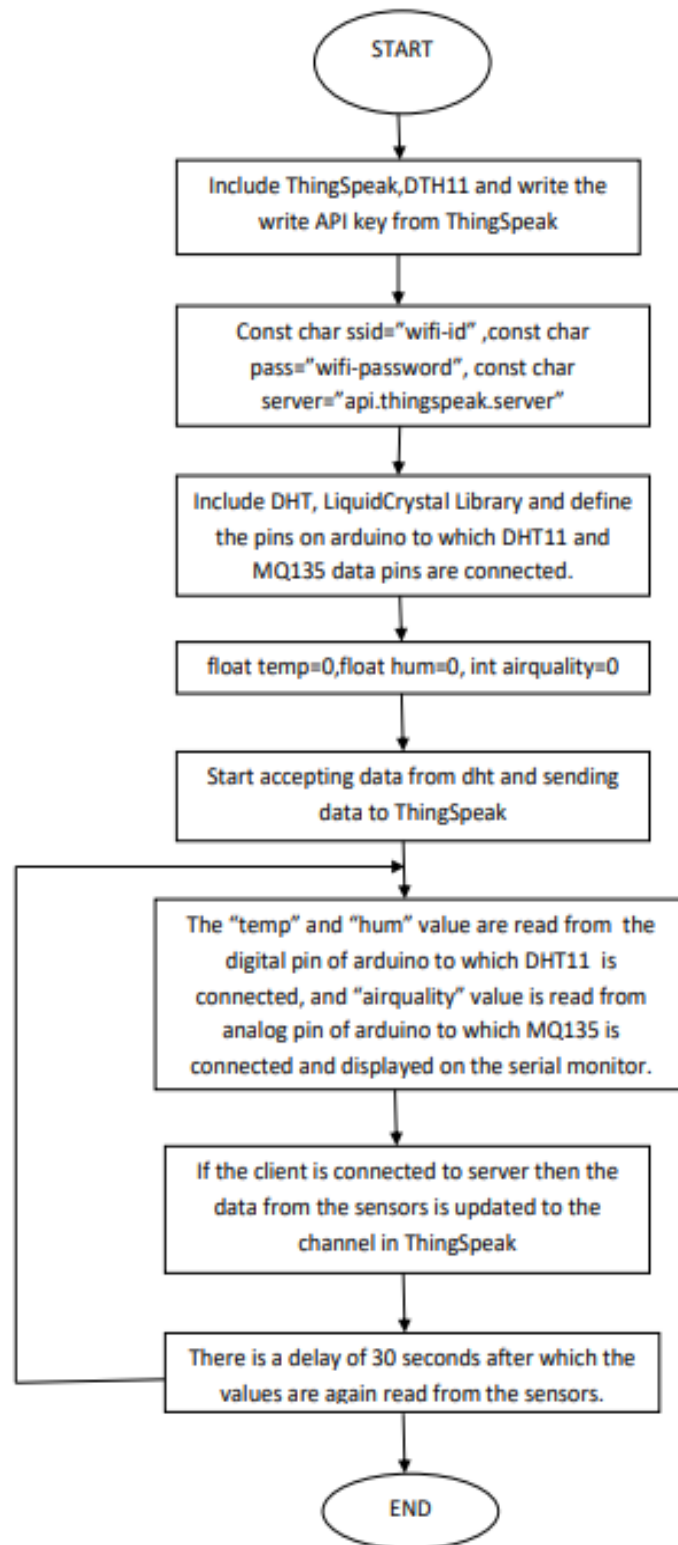 START
Include ThingSpeak,DTH11 and write the
write API key from ThingSpeak
Const char ssid=”wifi-id” ,const char
pass=”wifi-password”, const char
server=”api.thingspeak.server”
Include DHT, LiquidCrystal Library and define
the pins on arduino to which DHT11 and
MQ135 data pins are connected.
float temp=0,float hum=0, int airquality=0
Start accepting data from dht and sending
data to ThingSpeak
The “temp” and “hum” value are read from the
digital pin of arduino to which DHT11 is
connected, and “airquality” value is read from
analog pin of arduino to which MQ135 is
connected and displayed on the serial monitor.
If the client is connected to server then the
data from the sensors is updated to the
channel in ThingSpeak
There is a delay of 30 seconds after which the
values are again read from the sensors.
END